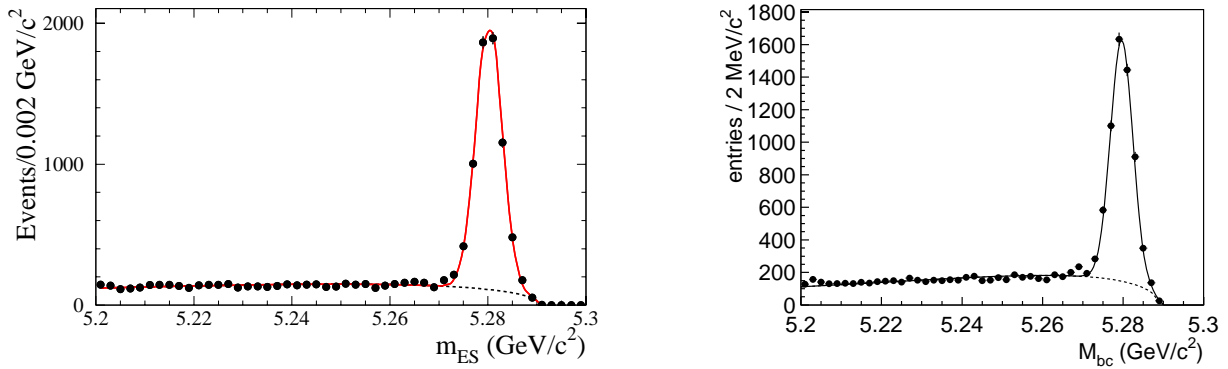 Events/0.002 GeV/c²
2000
1000
0
5.2 5.22 5.24 5.26 5.28 5.3
m_ES (GeV/c²)
entries / 2 MeV/c²
1800
1600
1400
1200
1000
800
600
400
200
0
5.2 5.22 5.24 5.26 5.28 5.3
M_bc (GeV/c²)